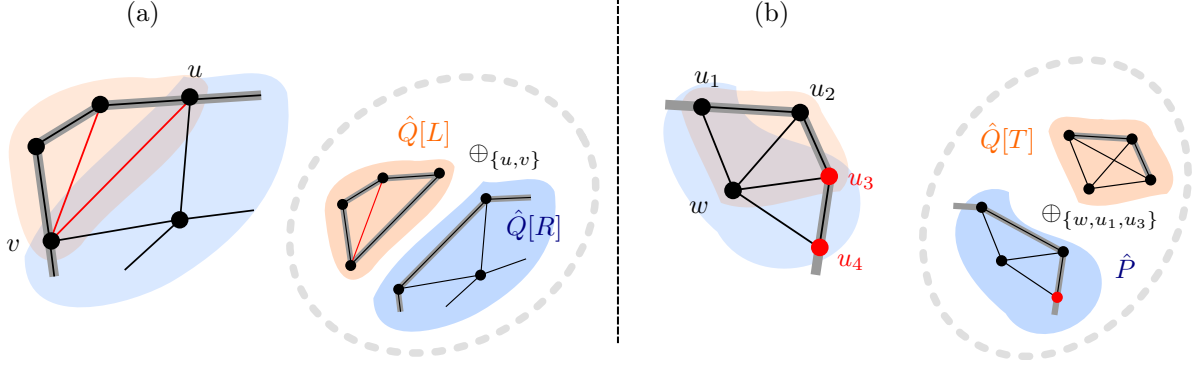 (a)
u
v
Q̂[L]
⊕_{u,v}
Q̂[R]
(b)
u₁
u₂
u₃
w
u₄
Q̂[T]
⊕_{w,u₁,u₃}
P̂